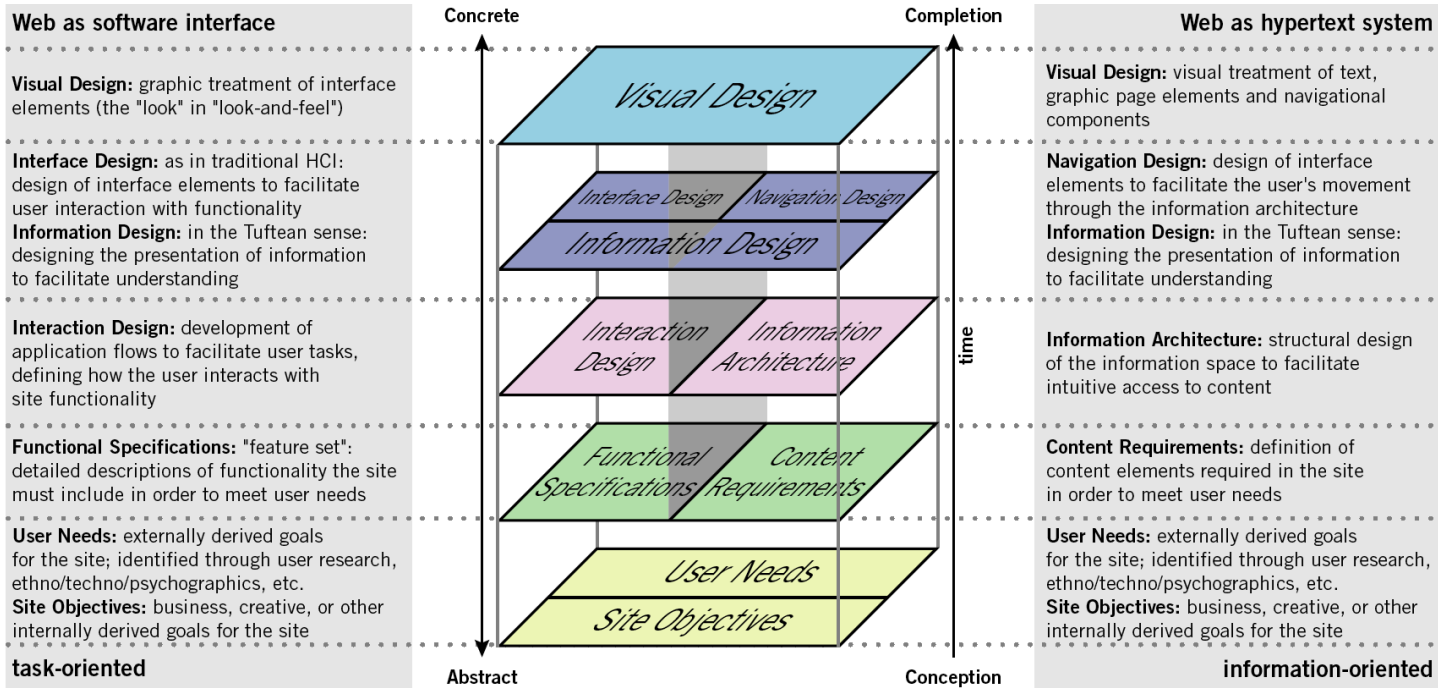 Web as software interface
Visual Design: graphic treatment of interface
elements (the "look" in "look-and-feel")
Interface Design: as in traditional HCI:
design of interface elements to facilitate
user interaction with functionality
Information Design: in the Tuftean sense:
designing the presentation of information
to facilitate understanding
Interaction Design: development of
application flows to facilitate user tasks,
defining how the user interacts with
site functionality
Functional Specifications: "feature set":
detailed descriptions of functionality the site
must include in order to meet user needs
User Needs: externally derived goals
for the site; identified through user research,
ethno/techno/psychographics, etc.
Site Objectives: business, creative, or other
internally derived goals for the site
task-oriented
Concrete
Completion
Visual Design
Interface Design
Navigation Design
Information Design
Interaction
Design
Information
Architecture
time
Functional
Specifications
Content
Requirements
User Needs
Site Objectives
Abstract
Conception
Web as hypertext system
Visual Design: visual treatment of text,
graphic page elements and navigational
components
Navigation Design: design of interface
elements to facilitate the user's movement
through the information architecture
Information Design: in the Tuftean sense:
designing the presentation of information
to facilitate understanding
Information Architecture: structural design
of the information space to facilitate
intuitive access to content
Content Requirements: definition of
content elements required in the site
in order to meet user needs
User Needs: externally derived goals
for the site; identified through user research,
ethno/techno/psychographics, etc.
Site Objectives: business, creative, or other
internally derived goals for the site
information-oriented